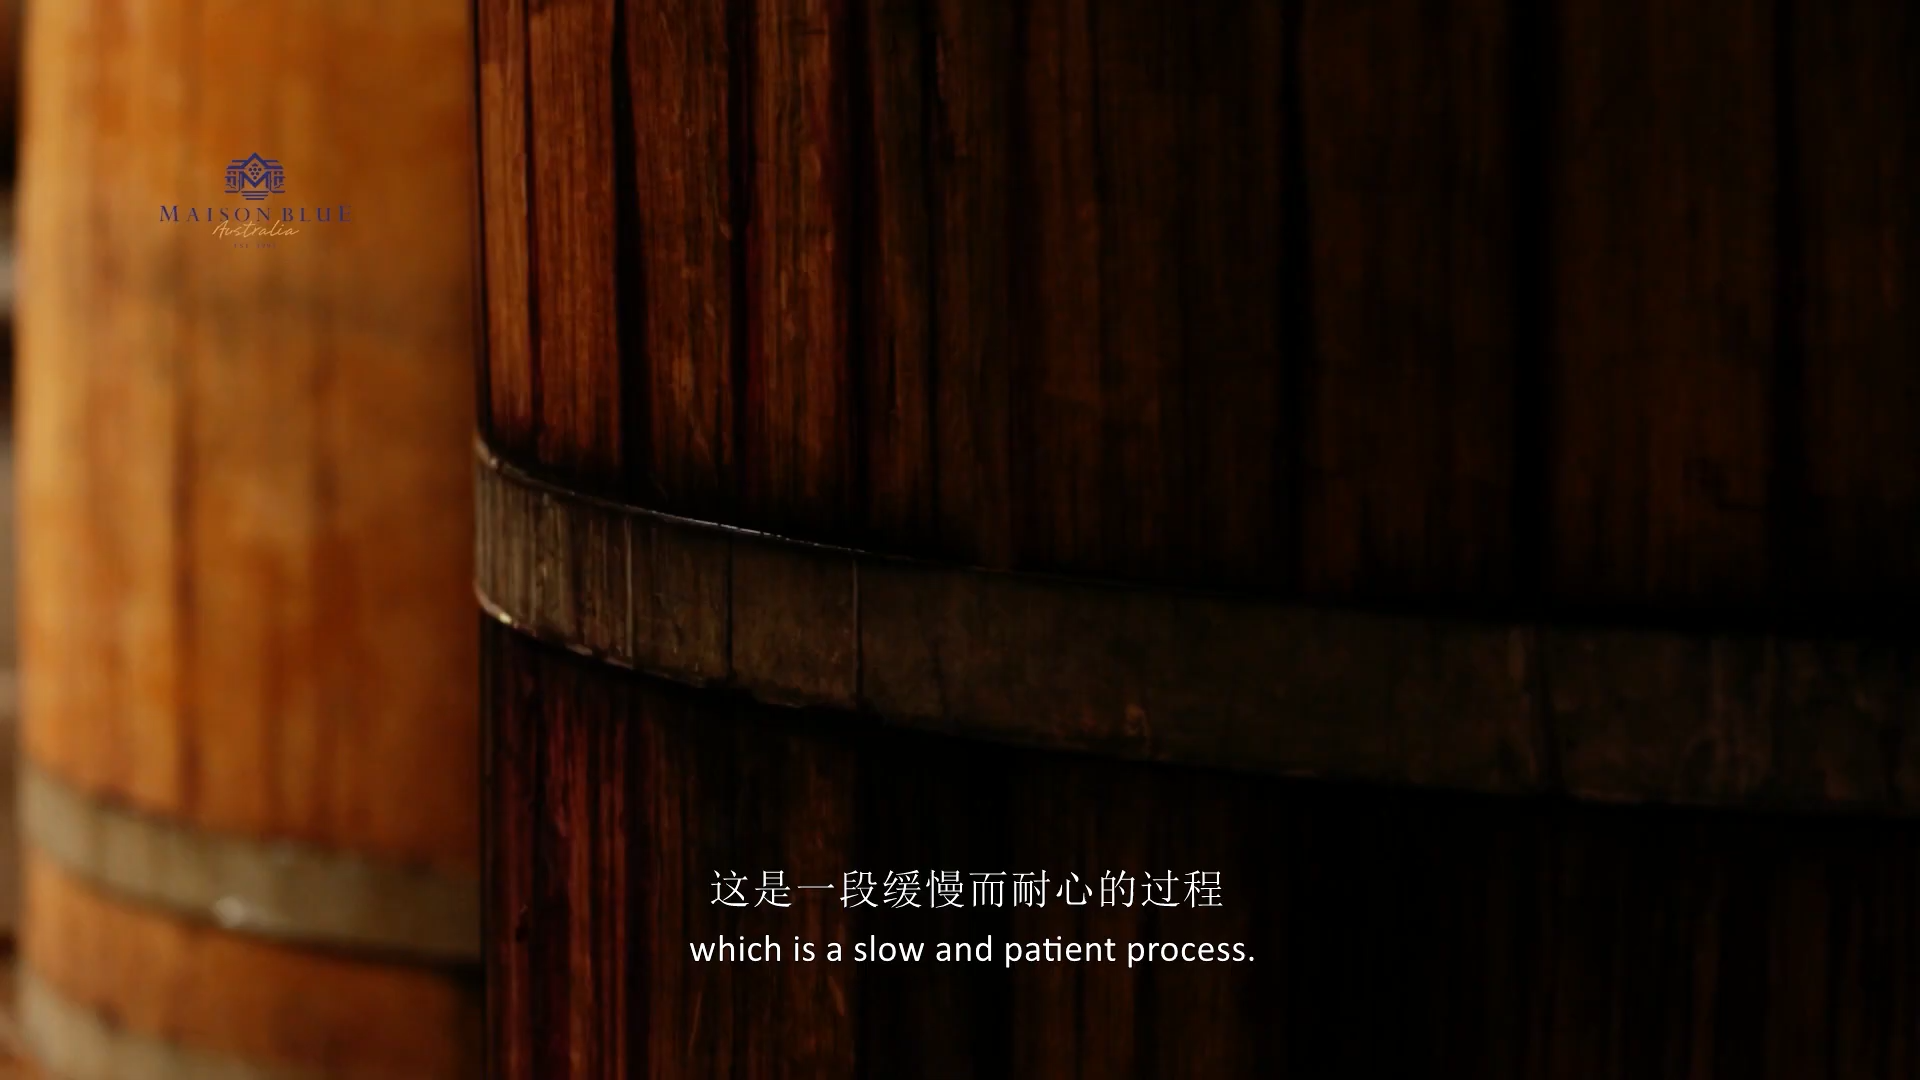 MAISON BLUE
Australia
这是一段缓慢而耐心的过程
which is a slow and patient process.